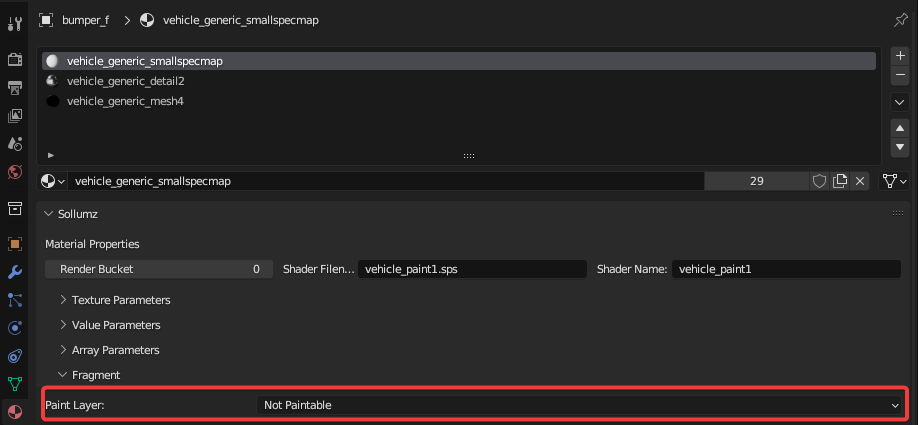 bumper_f > vehicle_generic_smallspecmap
vehicle_generic_smallspecmap
vehicle_generic_detail2
vehicle_generic_mesh4
vehicle_generic_smallspecmap 29
Sollumz
Material Properties
Render Bucket 0 Shader Filen... vehicle_paint1.sps Shader Name: vehicle_paint1
Texture Parameters
Value Parameters
Array Parameters
Fragment
Paint Layer: Not Paintable